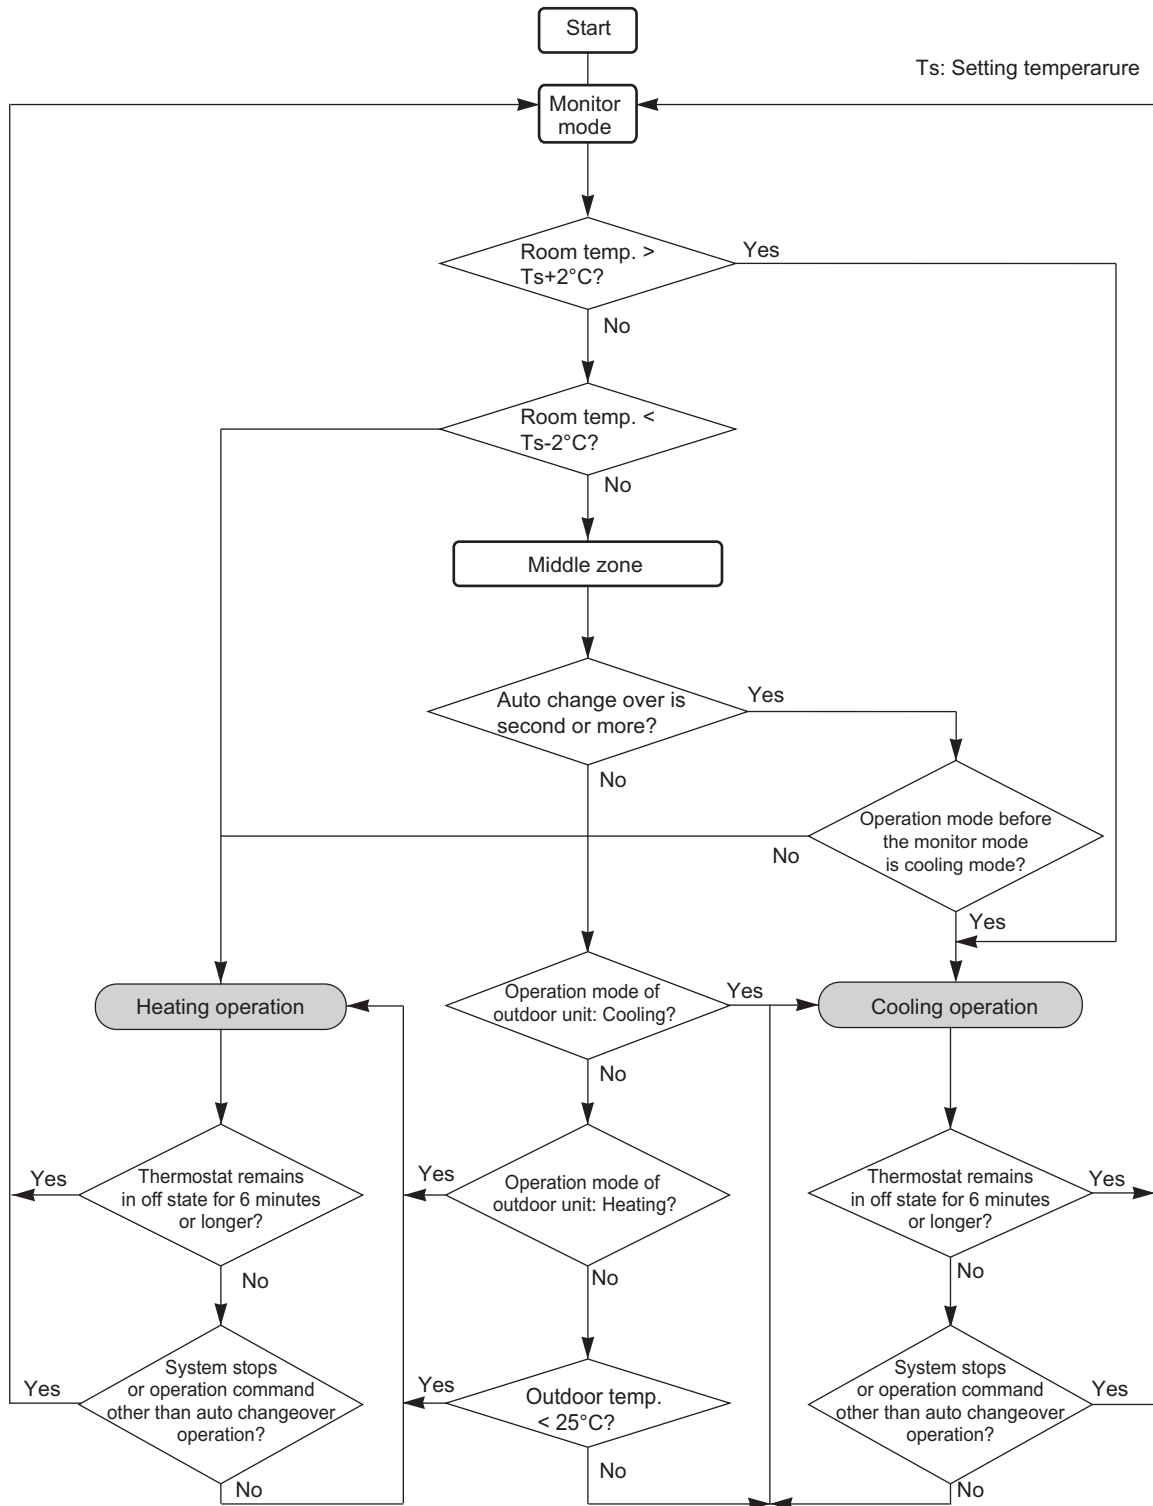 Start
Ts: Setting temperarure
Monitor
mode
Room temp. >
Ts+2°C?
Yes
No
Room temp. <
Ts-2°C?
No
Middle zone
Auto change over is
second or more?
Yes
No
Operation mode before
the monitor mode
is cooling mode?
No
Yes
Heating operation
Operation mode of
outdoor unit: Cooling?
Yes
Cooling operation
No
Yes
Thermostat remains
in off state for 6 minutes
or longer?
Yes
Operation mode of
outdoor unit: Heating?
Thermostat remains
in off state for 6 minutes
or longer?
Yes
No
No
No
Yes
System stops
or operation command
other than auto changeover
operation?
Yes
Outdoor temp.
< 25°C?
System stops
or operation command
other than auto changeover
operation?
Yes
No
No
No